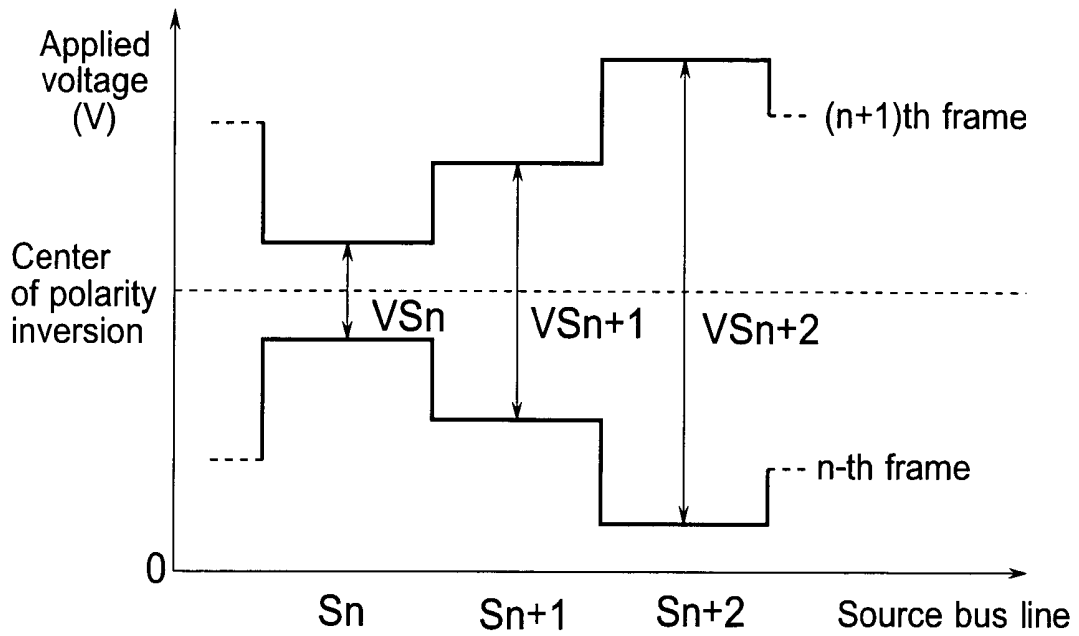 Applied
voltage
(V)
(n+1)th frame
Center
of polarity
inversion
VSn
VSn+1
VSn+2
n-th frame
0
Sn
Sn+1
Sn+2
Source bus line